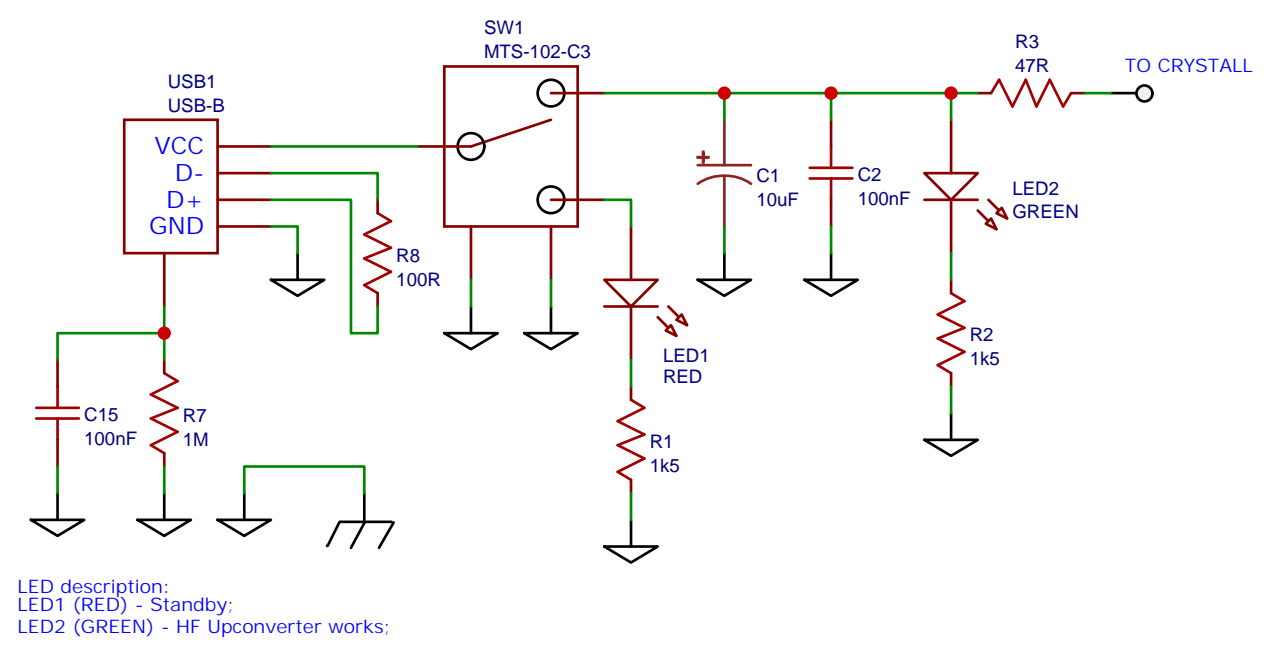 SW1
MTS-102-C3
R3
47R
TO CRYSTALL
USB1
USB-B
VCC
D-
D+
GND
+
C1
10uF
C2
100nF
LED2
GREEN
R8
100R
LED1
RED
R2
1k5
C15
100nF
R7
1M
R1
1k5
LED description:
LED1 (RED) - Standby;
LED2 (GREEN) - HF Upconverter works;